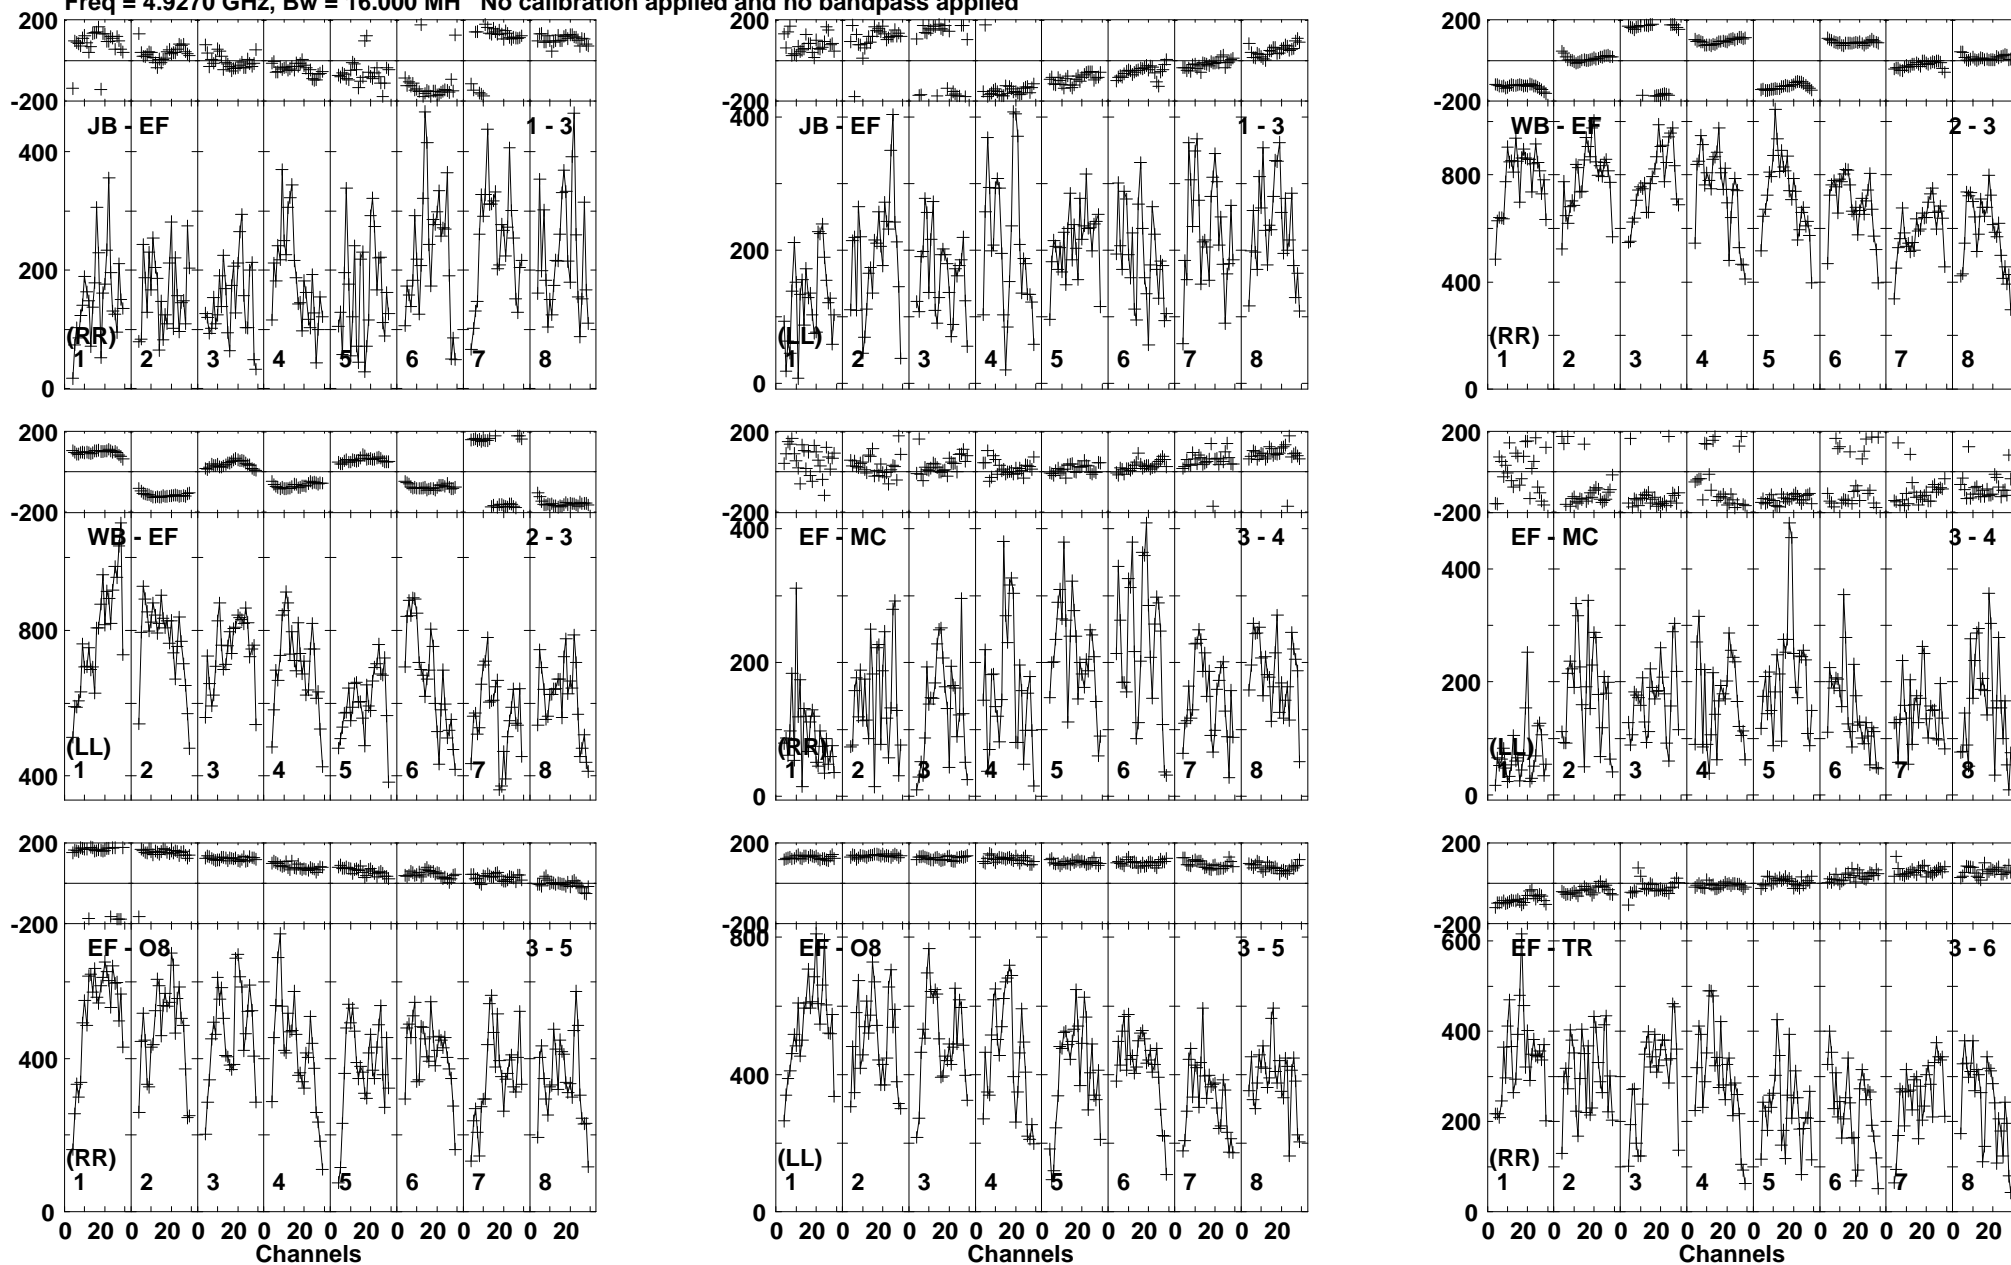 Freq = 4.9270 GHz, Bw = 16.000 MH No calibration applied and no bandpass applied
200 200 200
-200 -200 -200
JB - EF 1 - 3 JB - EF 1 - 3 WB - EF 2 - 3
400 400 800
200 200 400
(RR) (LL) (RR)
1 2 3 4 5 6 7 8 1 2 3 4 5 6 7 8 1 2 3 4 5 6 7 8
0 0 0
200 200 200
-200 -200 -200
WB - EF 2 - 3 EF - MC 3 - 4 EF - MC 3 - 4
800 400 400
400 200 200
(LL) (RR) (LL)
1 2 3 4 5 6 7 8 1 2 3 4 5 6 7 8 1 2 3 4 5 6 7 8
0 0
200 200 200
-200 -200 -200
EF - O8 3 - 5 EF - O8 3 - 5 EF - TR 3 - 6
400 800 600
0 400 400
0 200
0
(RR) (LL) (RR)
1 2 3 4 5 6 7 8 1 2 3 4 5 6 7 8 1 2 3 4 5 6 7 8
0 20 0 20 0 20 0 20 0 20 0 20 0 20 0 20 0 20 0 20 0 20 0 20 0 20 0 20 0 20 0 20 0 20 0 20 0 20 0 20 0 20 0 20 0 20 0 20
Channels Channels Channels